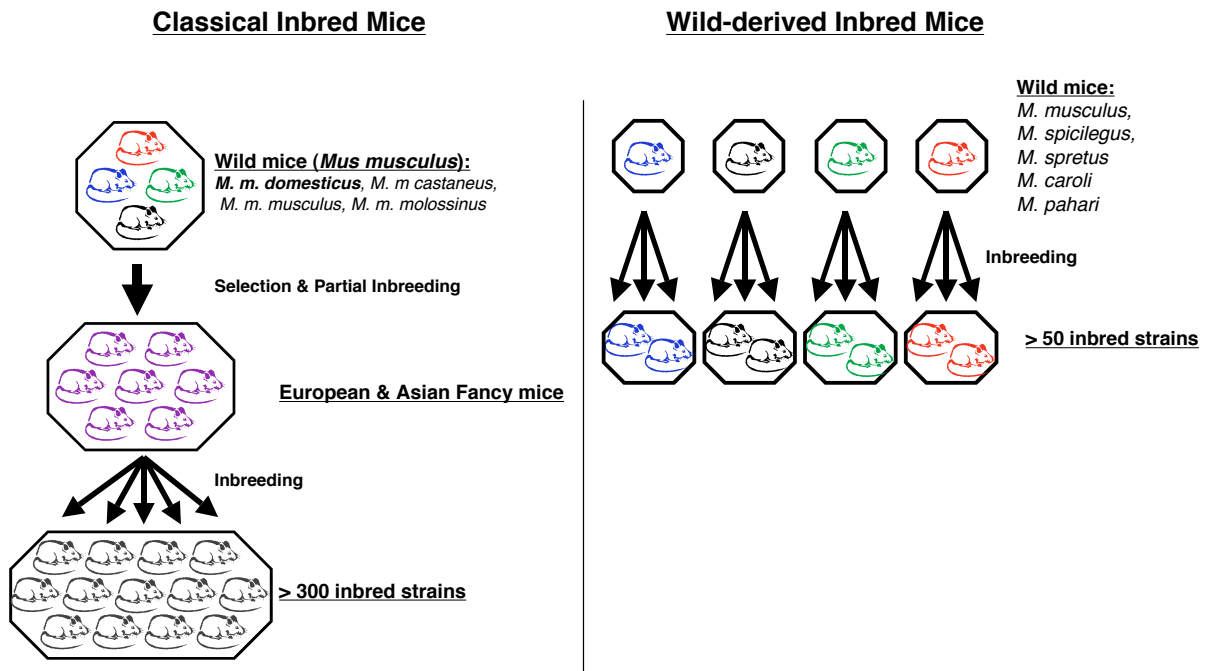 Classical Inbred Mice
Wild mice (Mus musculus):
M. m. domesticus, M. m castaneus,
M. m. musculus, M. m. molossinus
Selection & Partial Inbreeding
European & Asian Fancy mice
Inbreeding
> 300 inbred strains
Wild-derived Inbred Mice
Wild mice:
M. musculus,
M. spicilegus,
M. spretus
M. caroli
M. pahari
Inbreeding
> 50 inbred strains